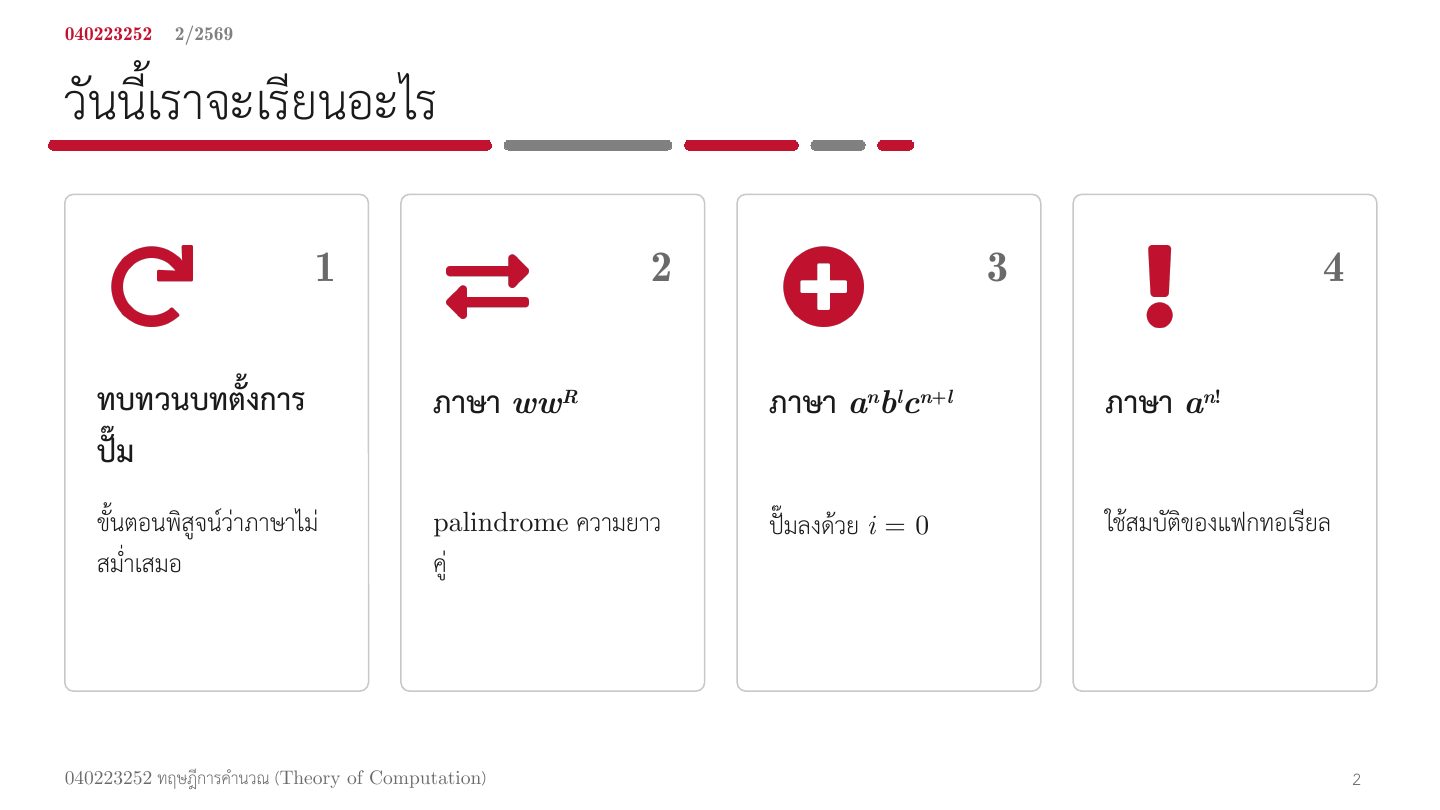 040223252 2/2569
วันนี้เราจะเรียนอะไร
1
ทบทวนบทตั้งการ
ปั๊ม
ขั้นตอนพิสูจน์ว่าภาษาไม่
สม่ำเสมอ
2
ภาษา wwᴿ
palindrome ความยาว
คู่
3
ภาษา aⁿbˡcⁿ⁺ˡ
ปั๊มลงด้วย i = 0
4
ภาษา aⁿ!
ใช้สมบัติของแฟกทอเรียล
040223252 ทฤษฎีการคำนวณ (Theory of Computation)
2